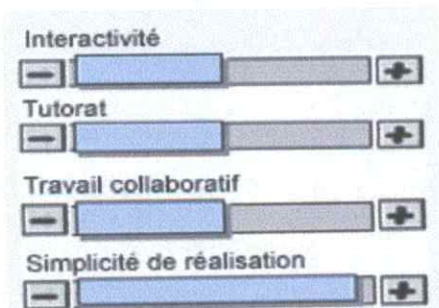 Interactivité
Tutorat
Travail collaboratif
Simplicité de réalisation